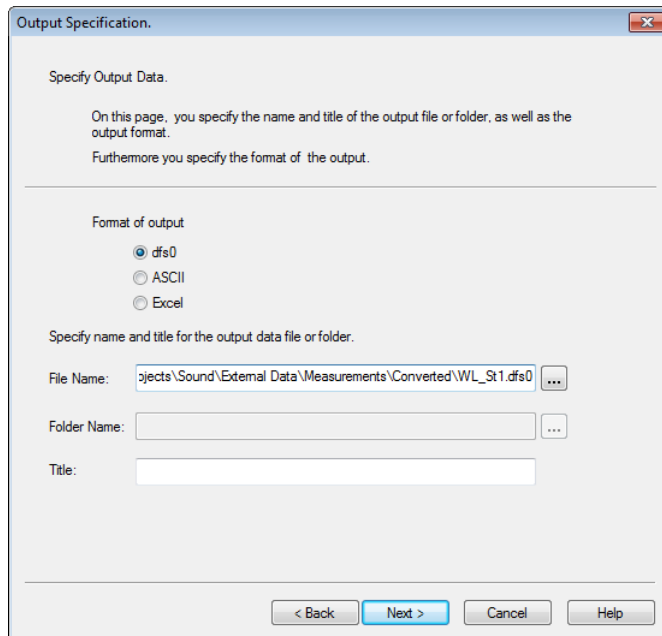 Output Specification.
Specify Output Data.
On this page, you specify the name and title of the output file or folder, as well as the
output format.
Furthermore you specify the format of the output.
Format of output
dfs0
ASCII
Excel
Specify name and title for the output data file or folder.
File Name: ojects\Sound\External Data\Measurements\Converted\WL_St1.dfs0 ...
Folder Name: ...
Title:
< Back Next > Cancel Help